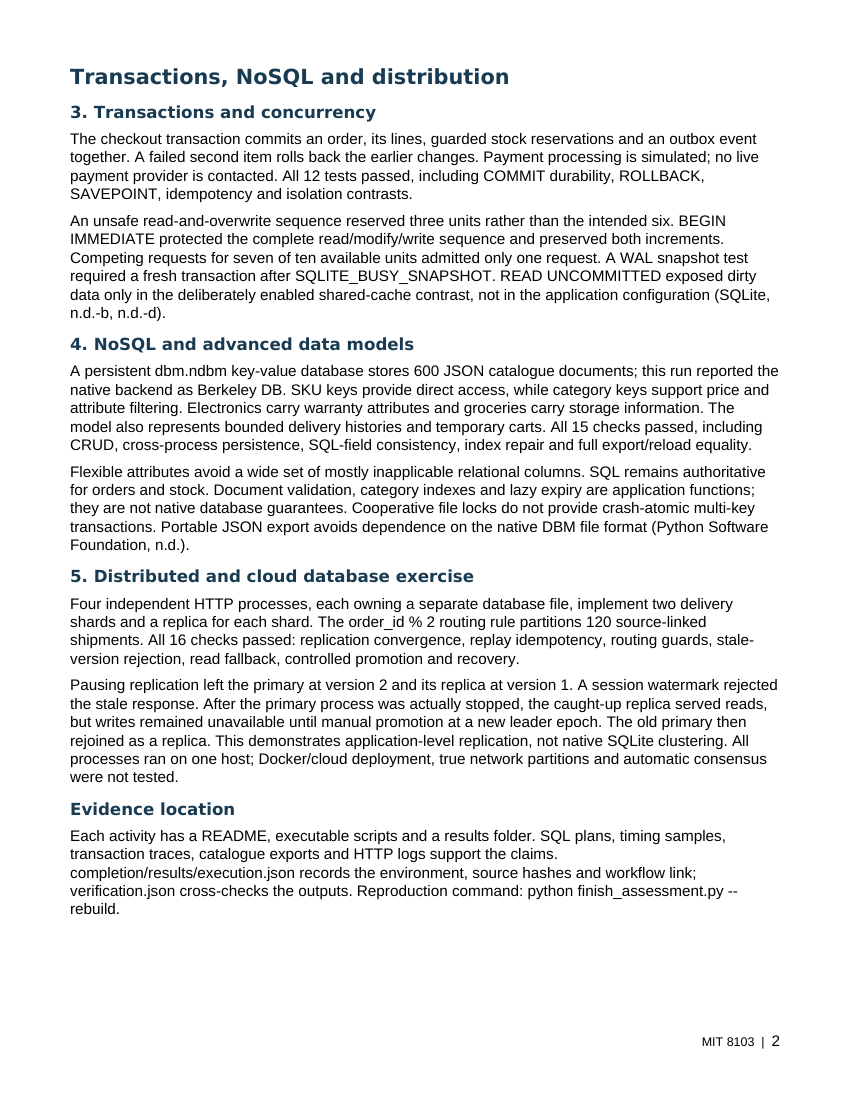 Transactions, NoSQL and distribution
3. Transactions and concurrency
The checkout transaction commits an order, its lines, guarded stock reservations and an outbox event
together. A failed second item rolls back the earlier changes. Payment processing is simulated; no live
payment provider is contacted. All 12 tests passed, including COMMIT durability, ROLLBACK,
SAVEPOINT, idempotency and isolation contrasts.
An unsafe read-and-overwrite sequence reserved three units rather than the intended six. BEGIN
IMMEDIATE protected the complete read/modify/write sequence and preserved both increments.
Competing requests for seven of ten available units admitted only one request. A WAL snapshot test
required a fresh transaction after SQLITE_BUSY_SNAPSHOT. READ UNCOMMITTED exposed dirty
data only in the deliberately enabled shared-cache contrast, not in the application configuration (SQLite,
n.d.-b, n.d.-d).
4. NoSQL and advanced data models
A persistent dbm.ndbm key-value database stores 600 JSON catalogue documents; this run reported the
native backend as Berkeley DB. SKU keys provide direct access, while category keys support price and
attribute filtering. Electronics carry warranty attributes and groceries carry storage information. The
model also represents bounded delivery histories and temporary carts. All 15 checks passed, including
CRUD, cross-process persistence, SQL-field consistency, index repair and full export/reload equality.
Flexible attributes avoid a wide set of mostly inapplicable relational columns. SQL remains authoritative
for orders and stock. Document validation, category indexes and lazy expiry are application functions;
they are not native database guarantees. Cooperative file locks do not provide crash-atomic multi-key
transactions. Portable JSON export avoids dependence on the native DBM file format (Python Software
Foundation, n.d.).
5. Distributed and cloud database exercise
Four independent HTTP processes, each owning a separate database file, implement two delivery
shards and a replica for each shard. The order_id % 2 routing rule partitions 120 source-linked
shipments. All 16 checks passed: replication convergence, replay idempotency, routing guards, stale-
version rejection, read fallback, controlled promotion and recovery.
Pausing replication left the primary at version 2 and its replica at version 1. A session watermark rejected
the stale response. After the primary process was actually stopped, the caught-up replica served reads,
but writes remained unavailable until manual promotion at a new leader epoch. The old primary then
rejoined as a replica. This demonstrates application-level replication, not native SQLite clustering. All
processes ran on one host; Docker/cloud deployment, true network partitions and automatic consensus
were not tested.
Evidence location
Each activity has a README, executable scripts and a results folder. SQL plans, timing samples,
transaction traces, catalogue exports and HTTP logs support the claims.
completion/results/execution.json records the environment, source hashes and workflow link;
verification.json cross-checks the outputs. Reproduction command: python finish_assessment.py --
rebuild.
MIT 8103 | 2